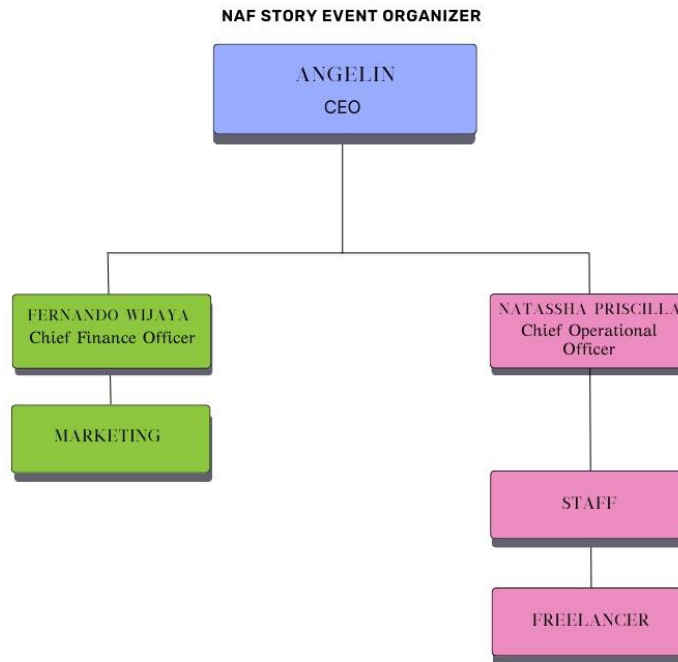 NAF STORY EVENT ORGANIZER
ANGELIN
CEO
FERNANDO WIJAYA
Chief Finance Officer
NATASSHA PRISCILLA
Chief Operational
Officer
MARKETING
STAFF
FREELANCER